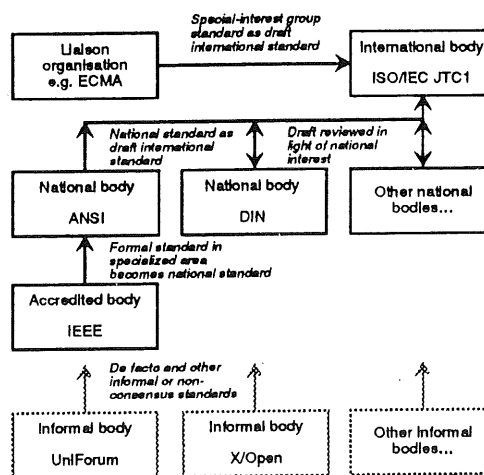 Special-interest group
standard as draft
international standard
Liaison
organisation
e.g. ECMA
International body
ISO/IEC JTC1
National standard as
draft international
standard
Draft reviewed in
light of national
interest
National body
ANSI
National body
DIN
Other national
bodies...
Formal standard in
specialized area
becomes national standard
Accredited body
IEEE
De facto and other
informal or non-
consensus standards
Informal body
UniForum
Informal body
X/Open
Other Informal
bodies...